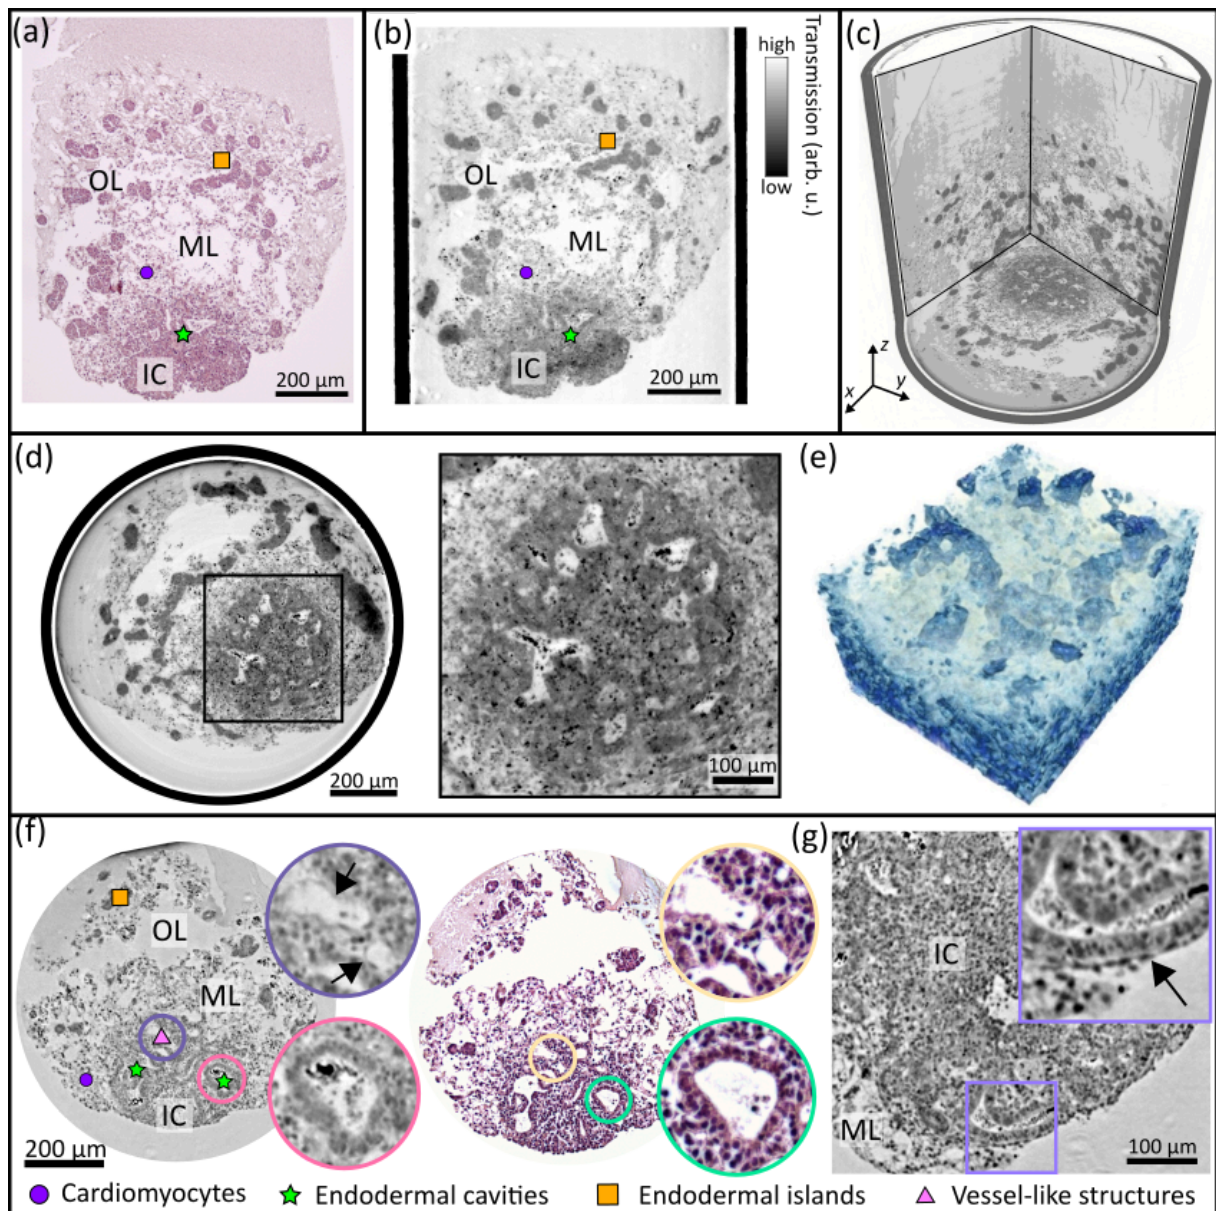 (a)
OL
ML
IC
200 µm
(b)
high
low
Transmission (arb. u.)
OL
ML
IC
200 µm
(c)
z
y
x
(d)
200 µm
100 µm
(e)
(f)
OL
ML
IC
200 µm
(g)
IC
ML
100 µm
Cardiomyocytes
Endodermal cavities
Endodermal islands
Vessel-like structures